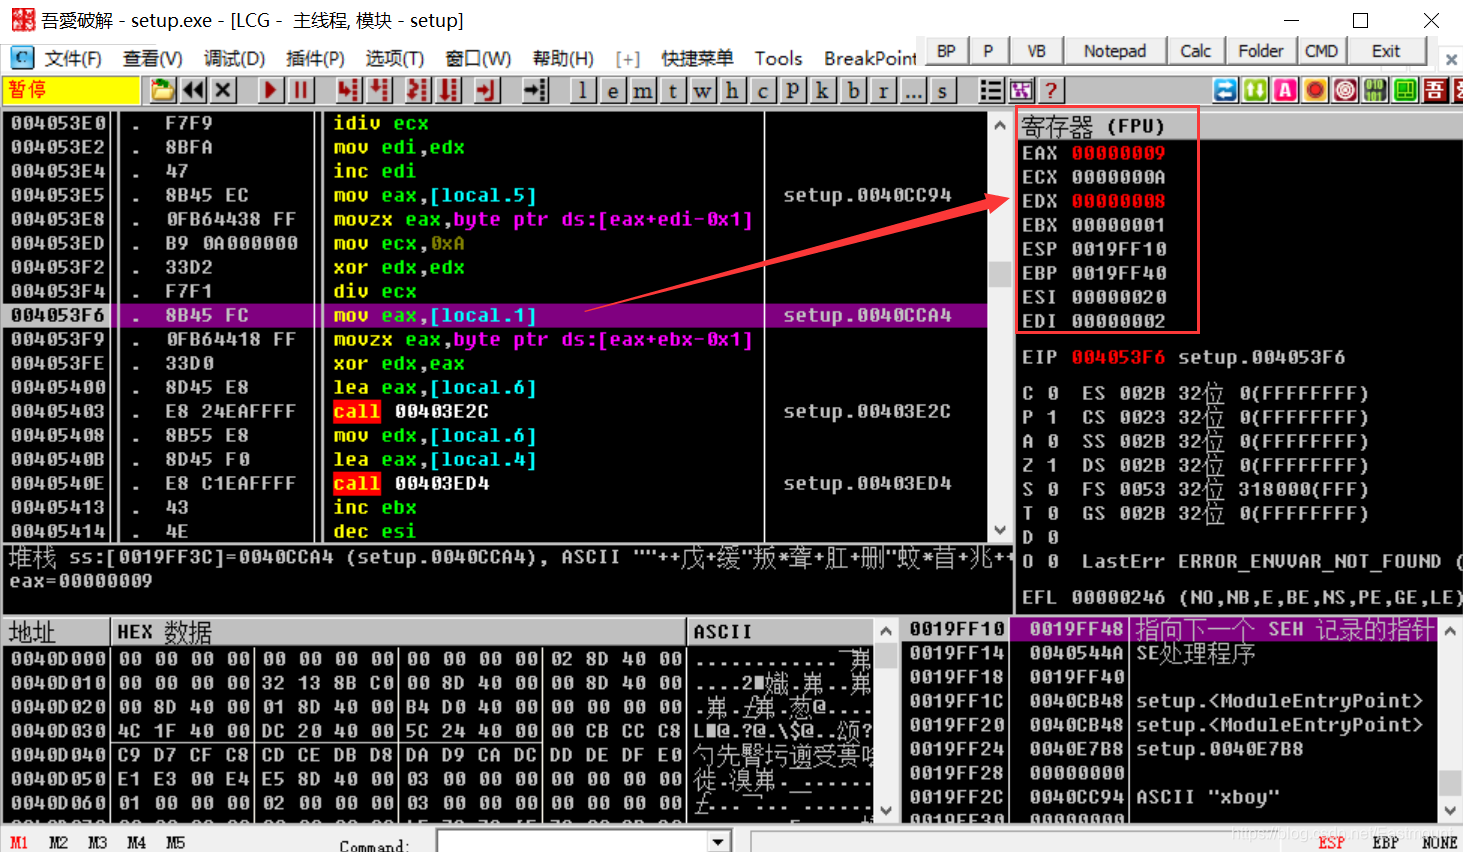 吾愛破解 - setup.exe - [LCG - 主线程, 模块 - setup]
文件(F) 查看(V) 调试(D) 插件(P) 选项(T) 窗口(W) 帮助(H) [+] 快捷菜单 Tools BreakPoint
BP P VB Notepad Calc Folder CMD Exit
暂停
l e m t w h c P k b r ... s
004053E0 . F7F9 idiv ecx
004053E2 . 8BFA mov edi,edx
004053E4 . 47 inc edi
004053E5 . 8B45 EC mov eax,[local.5] setup.0040CC94
004053E8 . 0FB64438 FF movzx eax,byte ptr ds:[eax+edi-0x1]
004053ED . B9 0A000000 mov ecx,0xA
004053F2 . 33D2 xor edx,edx
004053F4 . F7F1 div ecx
004053F6 . 8B45 FC mov eax,[local.1] setup.0040CCA4
004053F9 . 0FB64418 FF movzx eax,byte ptr ds:[eax+ebx-0x1]
004053FE . 33D0 xor edx,eax
00405400 . 8D45 E8 lea eax,[local.6]
00405403 . E8 24EAFFFF call 00403E2C setup.00403E2C
00405408 . 8B55 E8 mov edx,[local.6]
0040540B . 8D45 F0 lea eax,[local.4]
0040540E . E8 C1EAFFFF call 00403ED4 setup.00403ED4
00405413 . 43 inc ebx
00405414 . 4E dec esi
堆栈 ss:[0019FF3C]=0040CCA4 (setup.0040CCA4), ASCII ""++戊+缓"叛*聋+肛+删"蚊*苜+兆++
eax=00000009
寄存器 (FPU)
EAX 00000009
ECX 0000000A
EDX 00000008
EBX 00000001
ESP 0019FF10
EBP 0019FF40
ESI 00000020
EDI 00000002
EIP 004053F6 setup.004053F6
C 0 ES 002B 32位 0(FFFFFFFF)
P 1 CS 0023 32位 0(FFFFFFFF)
A 0 SS 002B 32位 0(FFFFFFFF)
Z 1 DS 002B 32位 0(FFFFFFFF)
S 0 FS 0053 32位 318000(FFF)
T 0 GS 002B 32位 0(FFFFFFFF)
D 0
O 0 LastErr ERROR_ENVVAR_NOT_FOUND (
EFL 00000246 (NO,NB,E,BE,NS,PE,GE,LE)
地址 HEX 数据 ASCII
0040D000 00 00 00 00 00 00 00 00 00 00 00 00 02 8D 40 00
0040D010 00 00 00 00 32 13 8B C0 00 8D 40 00 00 8D 40 00
0040D020 00 8D 40 00 01 8D 40 00 B4 D0 40 00 00 00 00 00
0040D030 4C 1F 40 00 DC 20 40 00 5C 24 40 00 00 CB CC C8
0040D040 C9 D7 CF C8 CD CE DB D8 DA D9 CA DC DD DE DF E0
0040D050 E1 E3 00 E4 E5 8D 40 00 03 00 00 00 00 00 00 00
0040D060 01 00 00 00 02 00 00 00 03 00 00 00 00 00 00 00
0019FF10 0019FF48 指向下一个 SEH 记录的指针
0019FF14 0040544A SE处理程序
0019FF18 0019FF40
0019FF1C 0040CB48 setup.<ModuleEntryPoint>
0019FF20 0040CB48 setup.<ModuleEntryPoint>
0019FF24 0040E7B8 setup.0040E7B8
0019FF28 00000000
0019FF2C 0040CC94 ASCII "xboy"
0019FF30 00000000
M1 M2 M3 M4 M5 Command: ESP EBP NONE
https://blog.csdn.net/Eastmount